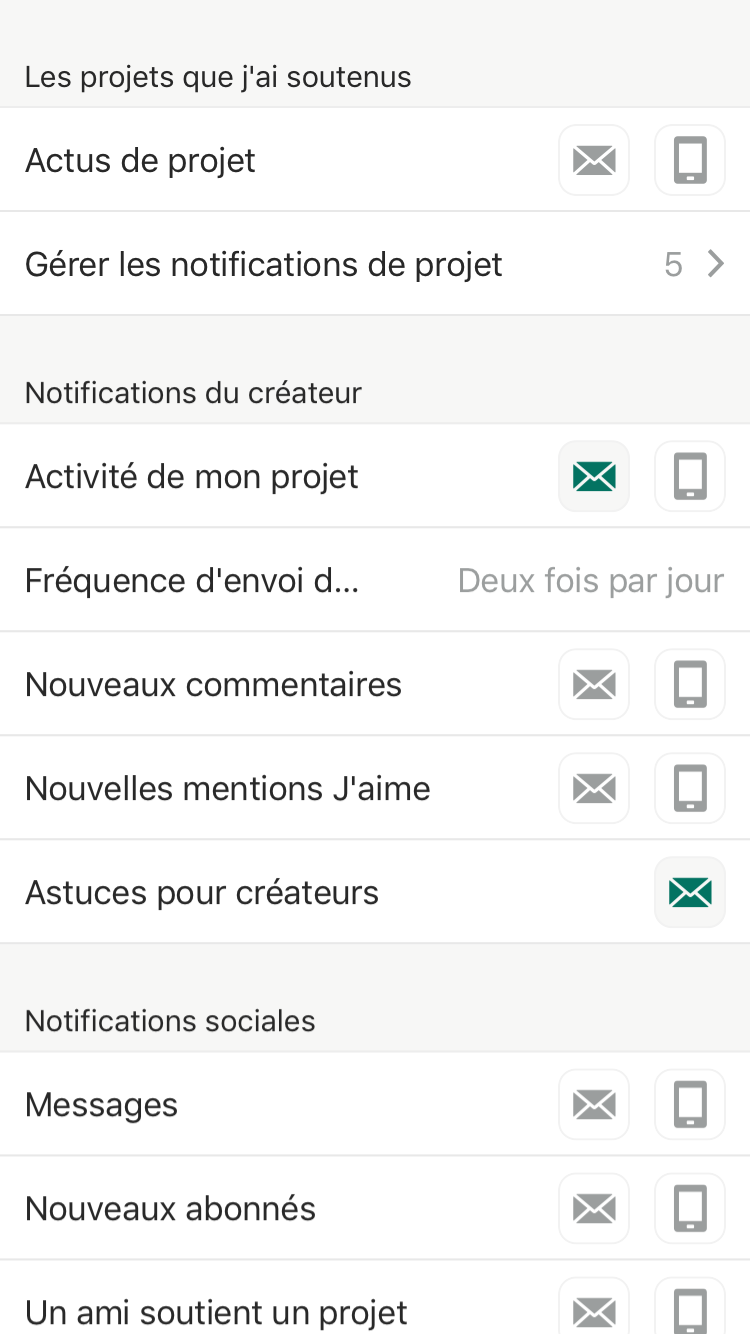 Les projets que j'ai soutenus
Actus de projet
Gérer les notifications de projet 5
Notifications du créateur
Activité de mon projet
Fréquence d'envoi d... Deux fois par jour
Nouveaux commentaires
Nouvelles mentions J'aime
Astuces pour créateurs
Notifications sociales
Messages
Nouveaux abonnés
Un ami soutient un projet